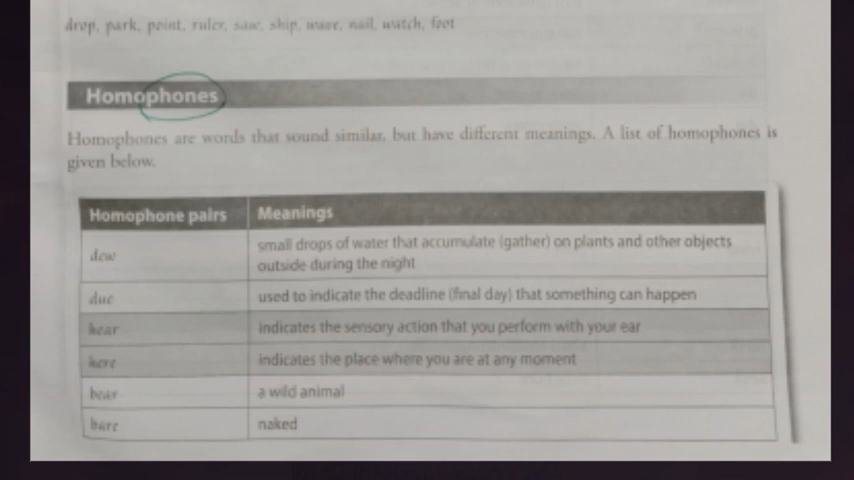 drop, park, point, ruler, saw, ship, wave, nail, watch, foot
Homophones
Homophones are words that sound similar, but have different meanings. A list of homophones is
given below.
Homophone pairs Meanings
dew small drops of water that accumulate (gather) on plants and other objects
outside during the night
due used to indicate the deadline (final day) that something can happen
hear indicates the sensory action that you perform with your ear
here indicates the place where you are at any moment
bear a wild animal
bare naked